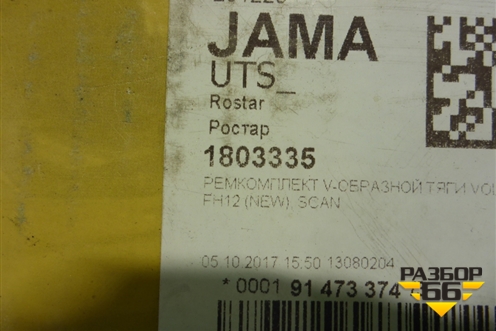 JAMA
UTS_
Rostar
Ростар
1803335
РЕМКОМПЛЕКТ V-ОБРАЗНОЙ ТЯГИ VOL
FH12 (NEW), SCAN
05.10.2017 15:50 13080204
*0001 91 473 374
РАЗБОР
66